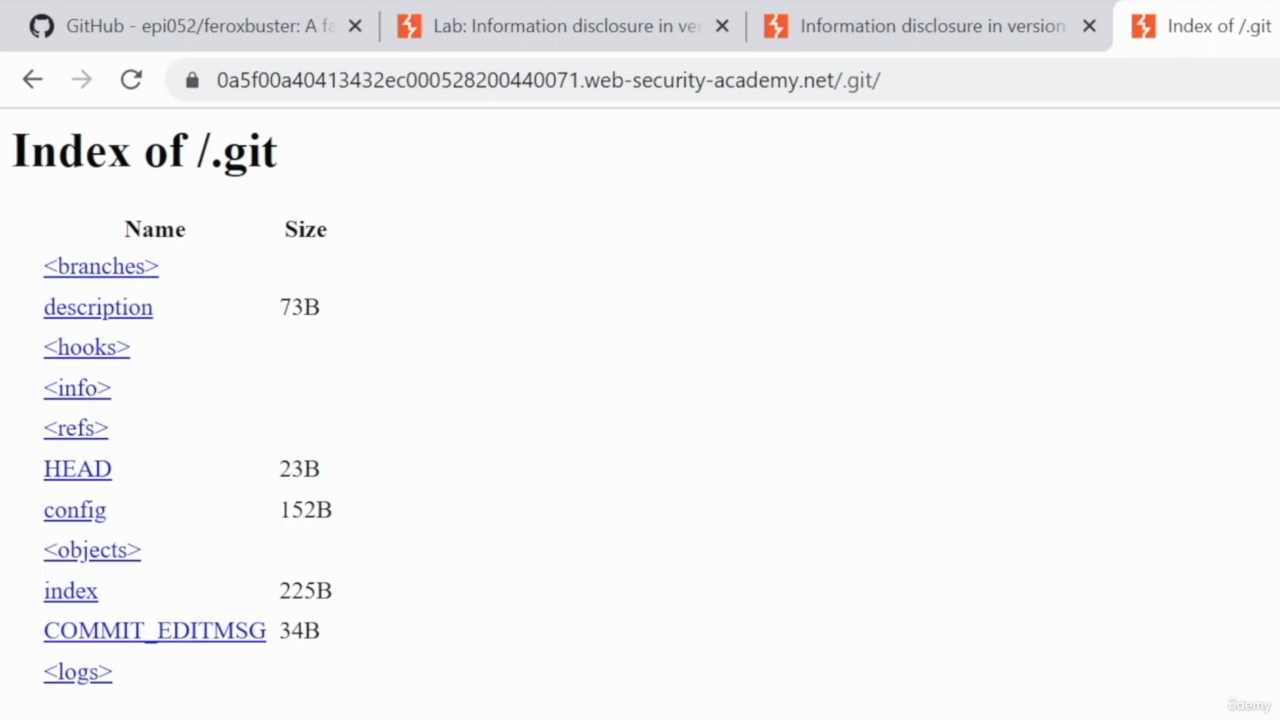 GitHub - epi052/feroxbuster: A fa
Lab: Information disclosure in ver
Information disclosure in version
Index of /.git
0a5f00a40413432ec000528200440071.web-security-academy.net/.git/
Index of /.git
Name Size
<branches>
description 73B
<hooks>
<info>
<refs>
HEAD 23B
config 152B
<objects>
index 225B
COMMIT_EDITMSG 34B
<logs>
ûdemy